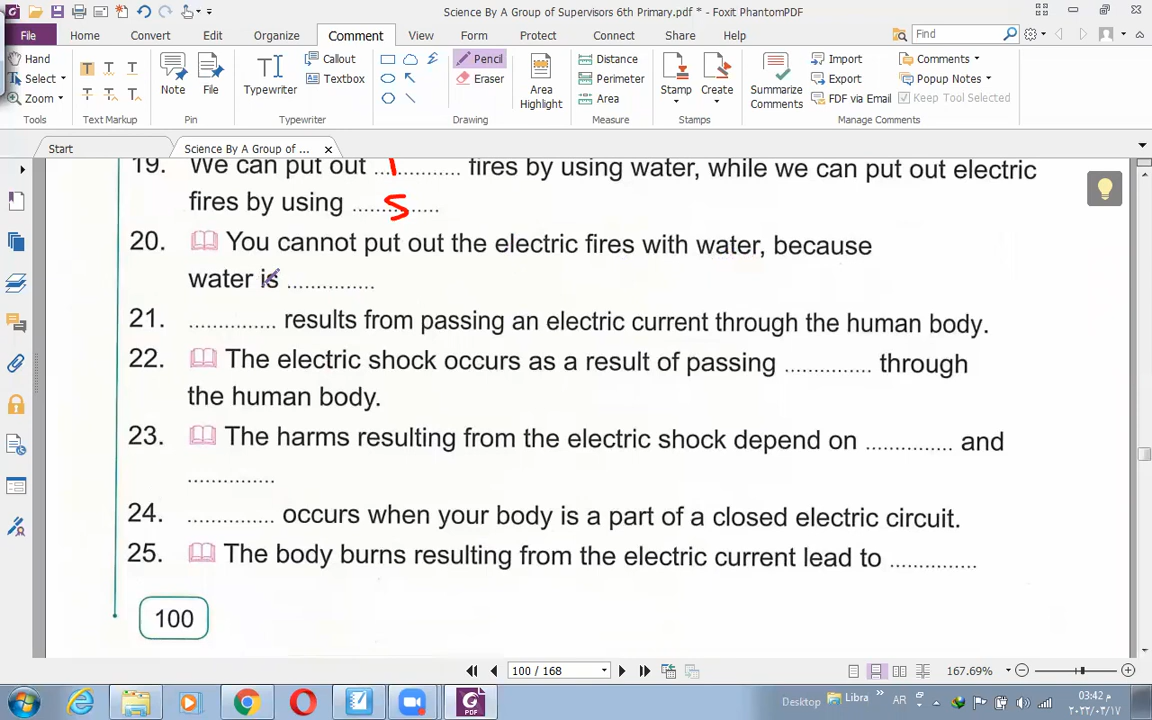 Science By A Group of Supervisors 6th Primary.pdf * - Foxit PhantomPDF
File Home Convert Edit Organize Comment View Form Protect Connect Share Help Find
Hand Select Zoom Tools
T T T T T T Text Markup
Note File Pin
Typewriter Callout Textbox Typewriter
Pencil Eraser Drawing
Area Highlight
Distance Perimeter Area Measure
Stamp Create Stamps
Summarize Comments Import Export FDF via Email Comments Popup Notes Keep Tool Selected Manage Comments
Start Science By A Group of ...
19. We can put out ............... fires by using water, while we can put out electric
fires by using ............... S
20. You cannot put out the electric fires with water, because
water is ...............
21. ............... results from passing an electric current through the human body.
22. The electric shock occurs as a result of passing ............... through
the human body.
23. The harms resulting from the electric shock depend on ............... and
...............
24. ............... occurs when your body is a part of a closed electric circuit.
25. The body burns resulting from the electric current lead to ...............
100
100 / 168 167.69%
Desktop Libra AR 03:42 م
٢٠٢٢/٠٣/١٧